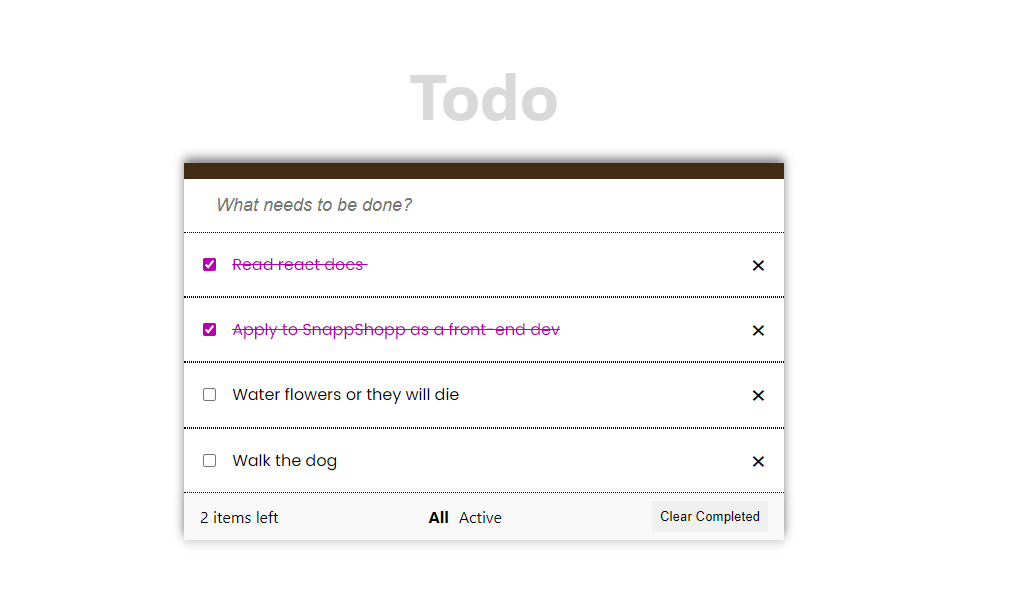 Todo
What needs to be done?
Read react docs
Apply to SnappShopp as a front-end dev
Water flowers or they will die
Walk the dog
2 items left All Active Clear Completed